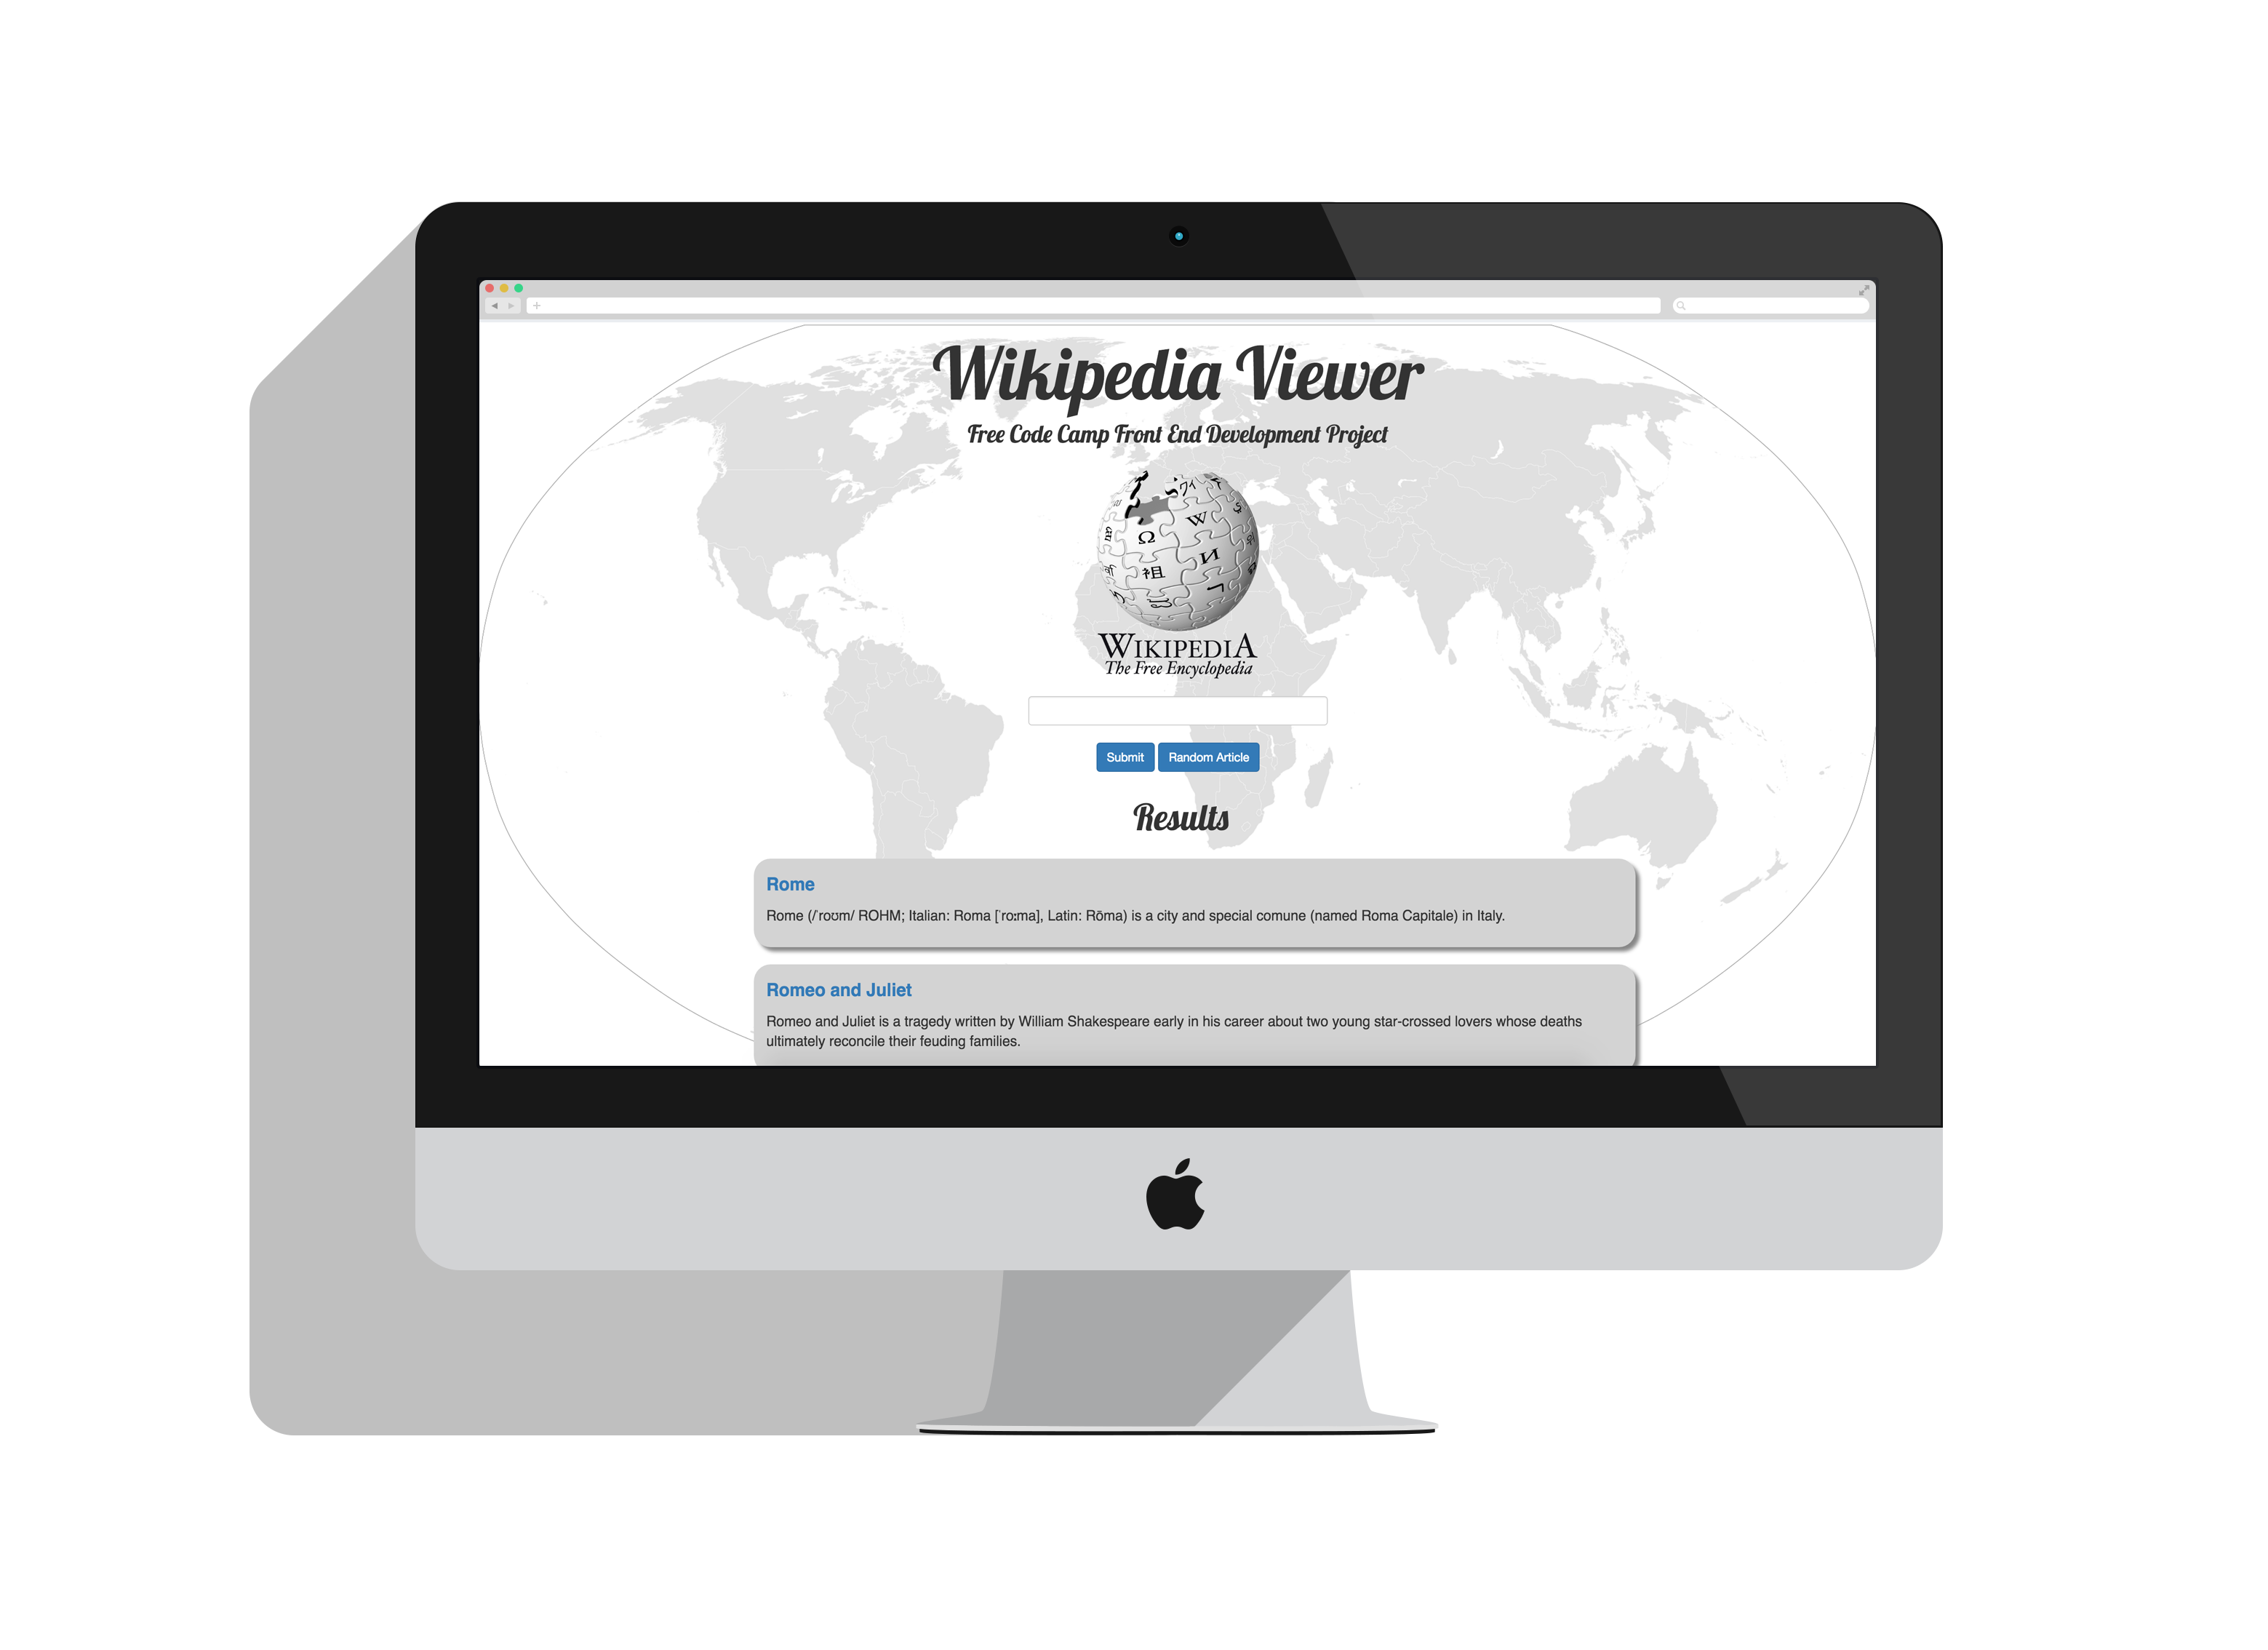 Wikipedia Viewer
Free Code Camp Front End Development Project
Ω
W
И
祖
ワィ
WIKIPEDIA
The Free Encyclopedia
Submit Random Article
Results
Rome
Rome (/ˈroʊm/ ROHM; Italian: Roma [ˈroːma], Latin: Rōma) is a city and special comune (named Roma Capitale) in Italy.
Romeo and Juliet
Romeo and Juliet is a tragedy written by William Shakespeare early in his career about two young star-crossed lovers whose deaths
ultimately reconcile their feuding families.